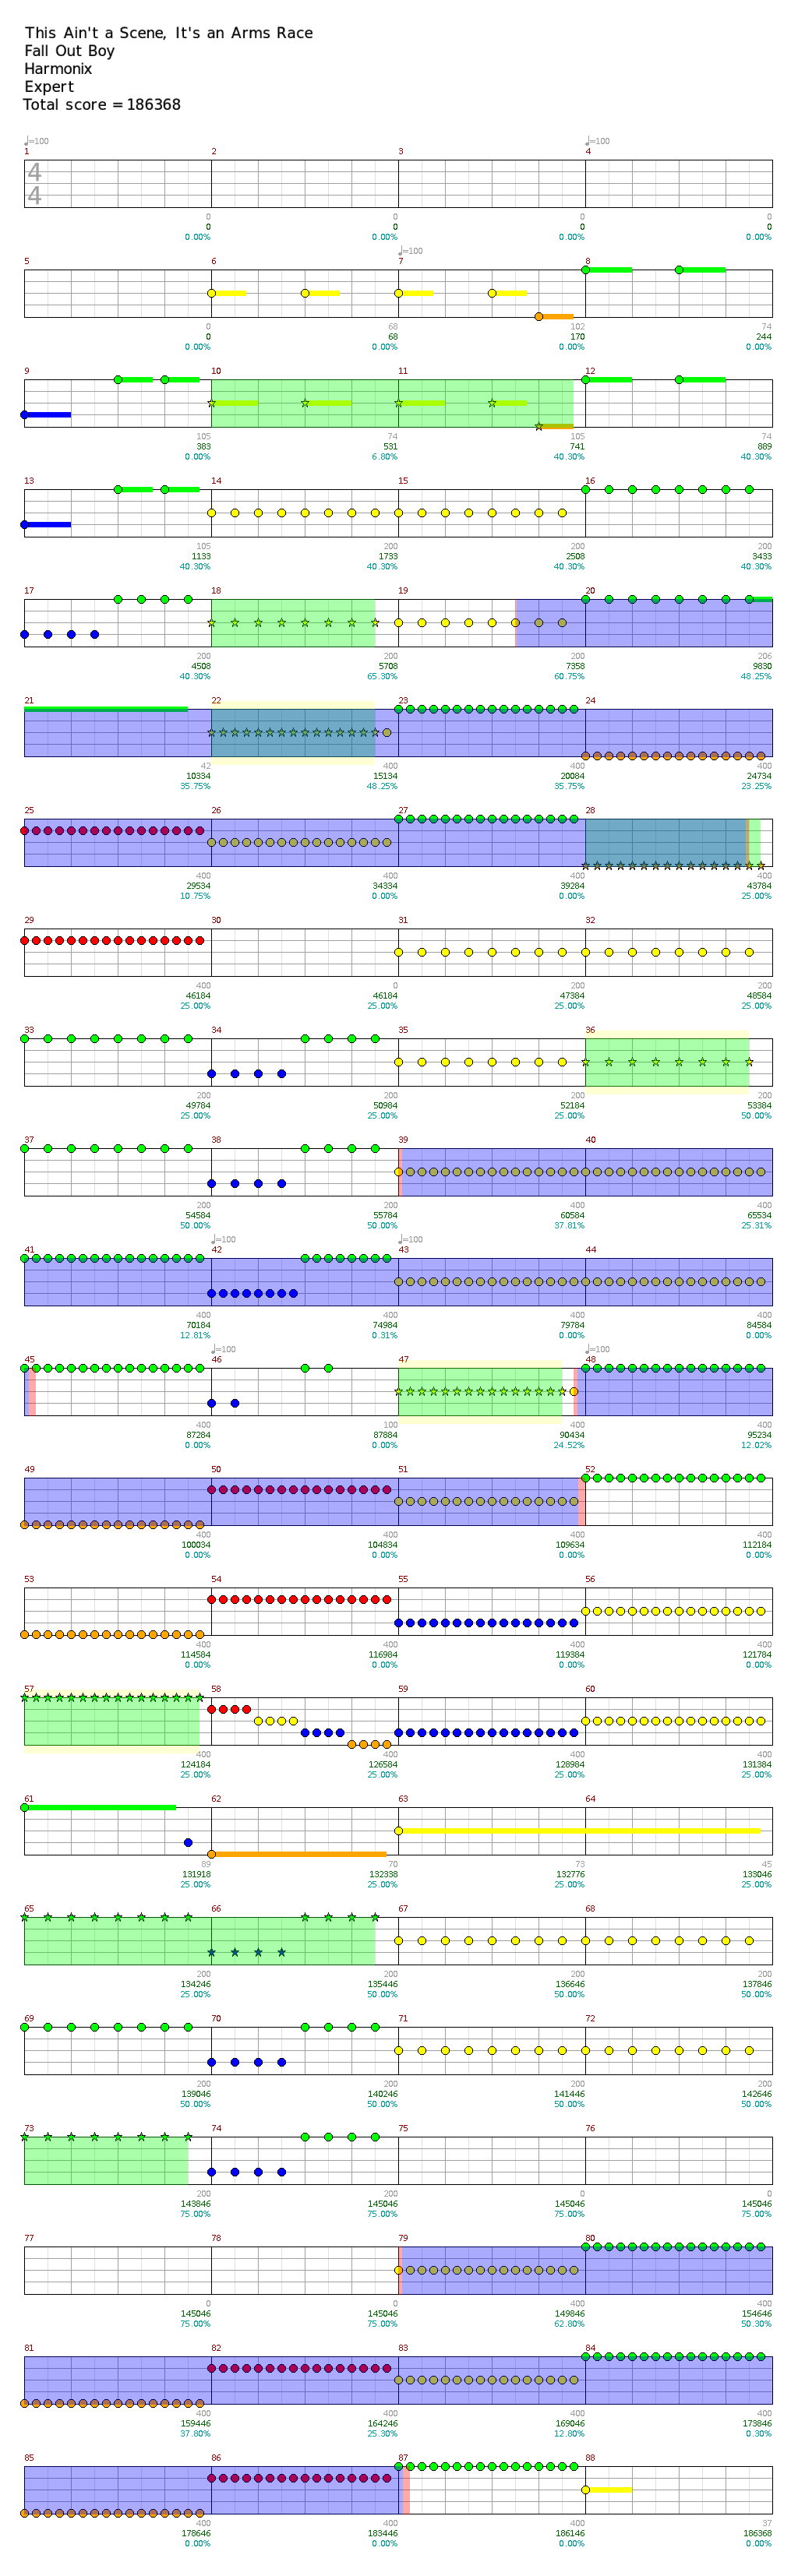 This Ain't a Scene, It's an Arms Race
Fall Out Boy
Harmonix
Expert
Total score = 186368
♩=100 ♩=100
1 2 3 4
4
4
0 0 0 0
0 0 0 0
0.00% 0.00% 0.00% 0.00%
♩=100
5 6 7 8
0 68 102 74
0 68 170 244
0.00% 0.00% 0.00% 0.00%
9 10 11 12
105 74 105 74
383 531 741 889
0.00% 6.80% 40.30% 40.30%
13 14 15 16
105 200 200 200
1133 1733 2508 3433
40.30% 40.30% 40.30% 40.30%
17 18 19 20
200 200 200 206
4508 5708 7358 9830
40.30% 65.30% 60.75% 48.25%
21 22 23 24
42 400 400 400
10334 15134 20084 24734
35.75% 48.25% 35.75% 23.25%
25 26 27 28
400 400 400 400
29534 34334 39284 43784
10.75% 0.00% 0.00% 25.00%
29 30 31 32
400 0 200 200
46184 46184 47384 48584
25.00% 25.00% 25.00% 25.00%
33 34 35 36
200 200 200 200
49784 50984 52184 53384
25.00% 25.00% 25.00% 50.00%
37 38 39 40
200 200 400 400
54584 55784 60584 65534
50.00% 50.00% 37.81% 25.31%
♩=100 ♩=100
41 42 43 44
400 400 400 400
70184 74984 79784 84584
12.81% 0.31% 0.00% 0.00%
♩=100 ♩=100
45 46 47 48
400 100 400 400
87284 87884 90434 95234
0.00% 0.00% 24.52% 12.02%
49 50 51 52
400 400 400 400
100034 104834 109634 112184
0.00% 0.00% 0.00% 0.00%
53 54 55 56
400 400 400 400
114584 116984 119384 121784
0.00% 0.00% 0.00% 0.00%
57 58 59 60
400 400 400 400
124184 126584 128984 131384
25.00% 25.00% 25.00% 25.00%
61 62 63 64
89 70 73 45
131918 132338 132776 133046
25.00% 25.00% 25.00% 25.00%
65 66 67 68
200 200 200 200
134246 135446 136646 137846
25.00% 50.00% 50.00% 50.00%
69 70 71 72
200 200 200 200
139046 140246 141446 142646
50.00% 50.00% 50.00% 50.00%
73 74 75 76
200 200 0 0
143846 145046 145046 145046
75.00% 75.00% 75.00% 75.00%
77 78 79 80
0 0 400 400
145046 145046 149846 154646
75.00% 75.00% 62.80% 50.30%
81 82 83 84
400 400 400 400
159446 164246 169046 173846
37.80% 25.30% 12.80% 0.30%
85 86 87 88
400 400 400 37
178646 183446 186146 186368
0.00% 0.00% 0.00% 0.00%